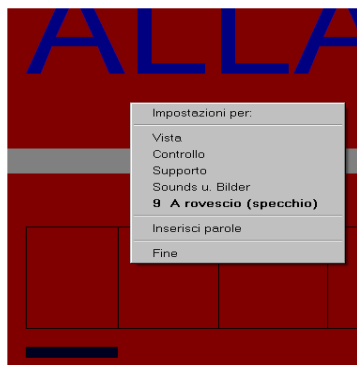 ALLA
Impostazioni per:
Vista
Controllo
Supporto
Sounds u. Bilder
9 A rovescio (specchio)
Inserisci parole
Fine